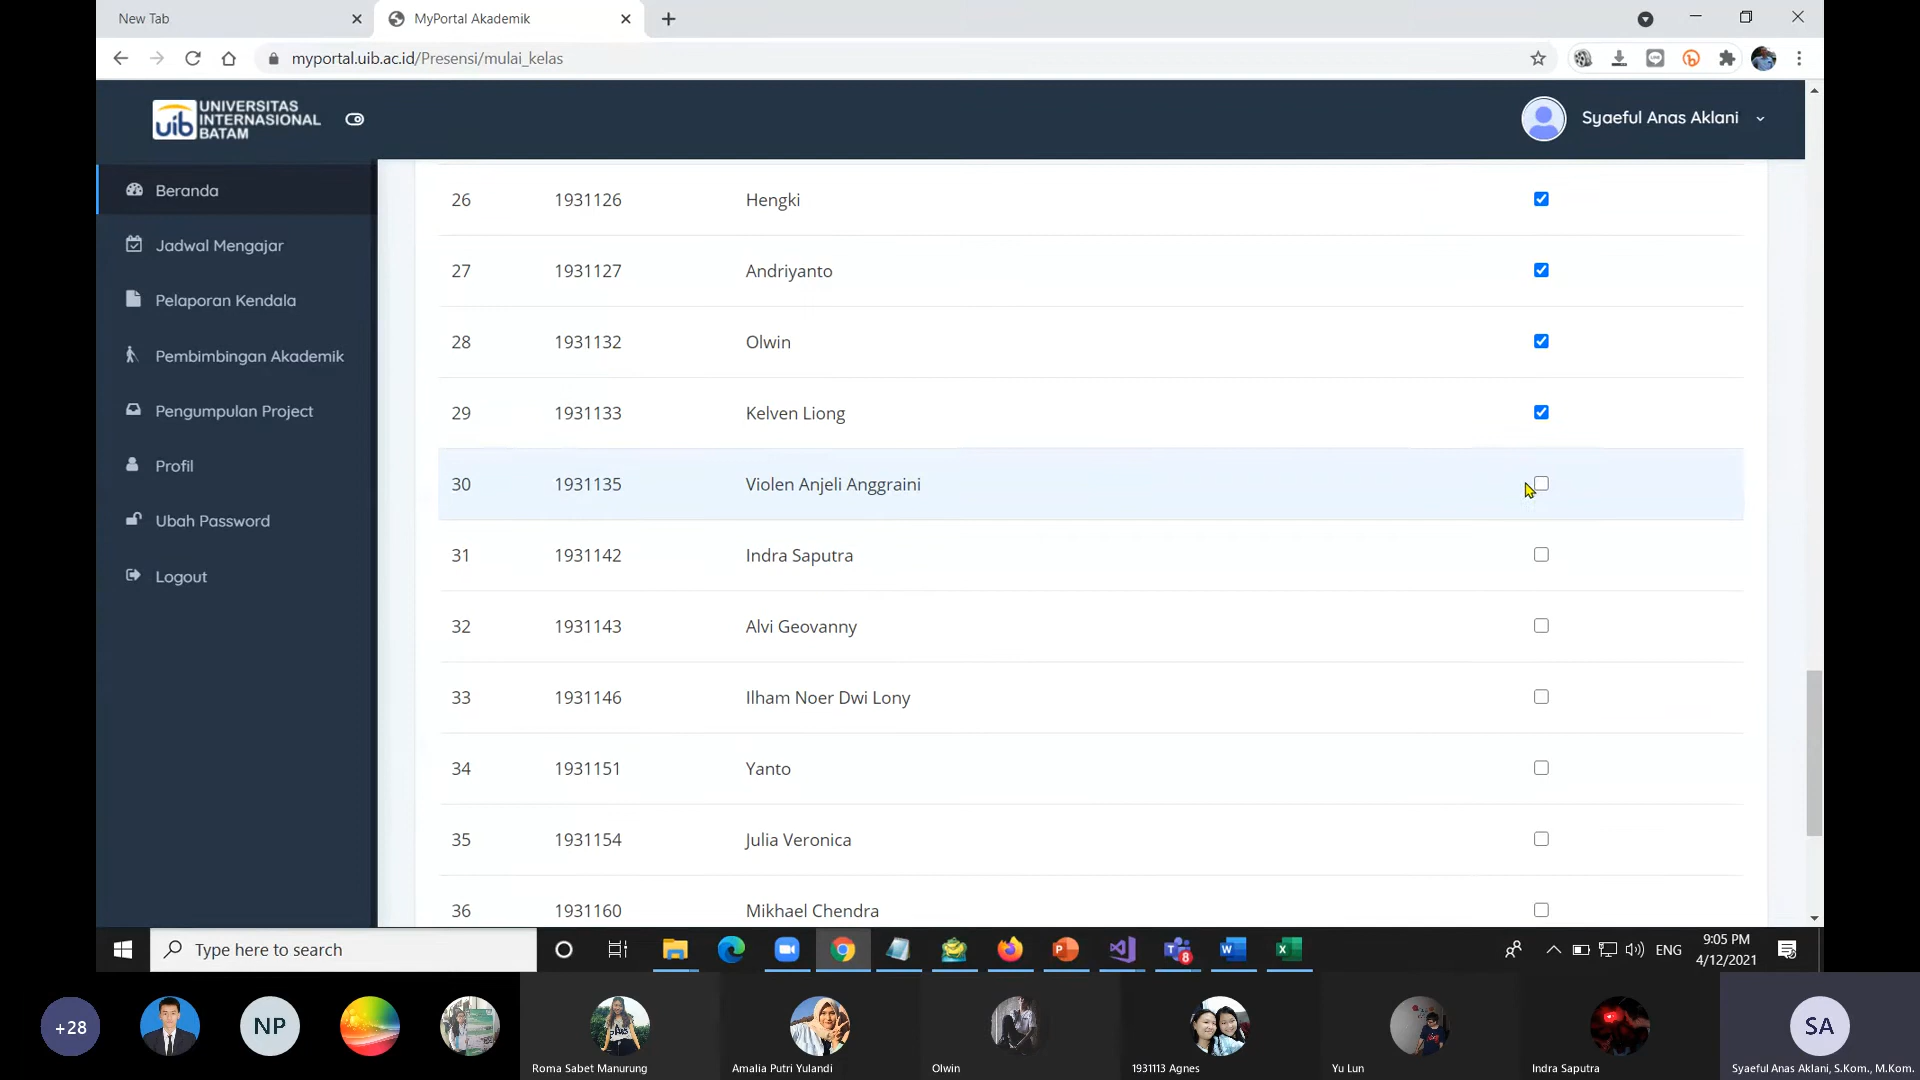 New Tab
MyPortal Akademik
myportal.uib.ac.id/Presensi/mulai_kelas
uib UNIVERSITAS INTERNASIONAL BATAM
Syaeful Anas Aklani
Beranda
Jadwal Mengajar
Pelaporan Kendala
Pembimbingan Akademik
Pengumpulan Project
Profil
Ubah Password
Logout
26 1931126 Hengki
27 1931127 Andriyanto
28 1931132 Olwin
29 1931133 Kelven Liong
30 1931135 Violen Anjeli Anggraini
31 1931142 Indra Saputra
32 1931143 Alvi Geovanny
33 1931146 Ilham Noer Dwi Lony
34 1931151 Yanto
35 1931154 Julia Veronica
36 1931160 Mikhael Chendra
Type here to search
8
ENG
9:05 PM
4/12/2021
+28
NP
SA
Roma Sabet Manurung
Amalia Putri Yulandi
Olwin
1931113 Agnes
Yu Lun
Indra Saputra
Syaeful Anas Aklani, S.Kom., M.Kom.